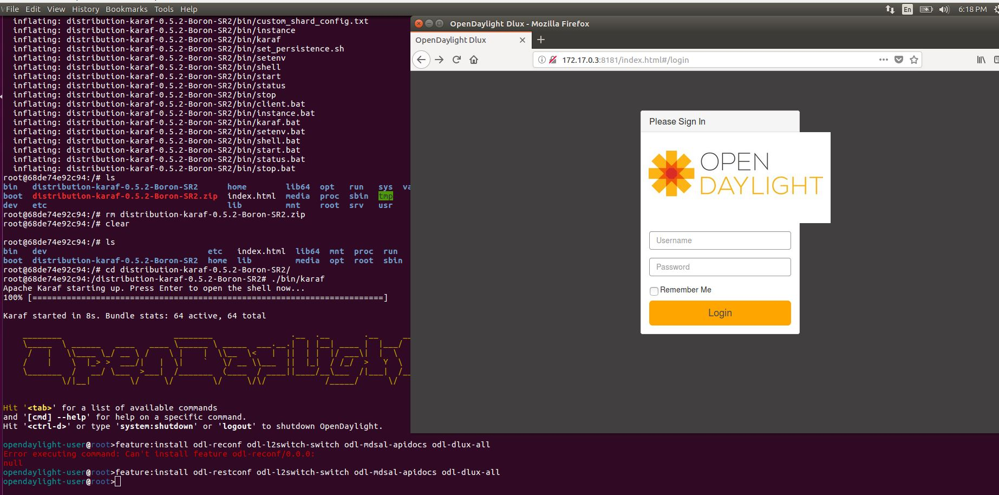 File Edit View History Bookmarks Tools Help
En 6:18 PM
inflating: distribution-karaf-0.5.2-Boron-SR2/bin/custom_shard_config.txt
inflating: distribution-karaf-0.5.2-Boron-SR2/bin/instance
inflating: distribution-karaf-0.5.2-Boron-SR2/bin/karaf
inflating: distribution-karaf-0.5.2-Boron-SR2/bin/set_persistence.sh
inflating: distribution-karaf-0.5.2-Boron-SR2/bin/setenv
inflating: distribution-karaf-0.5.2-Boron-SR2/bin/shell
inflating: distribution-karaf-0.5.2-Boron-SR2/bin/start
inflating: distribution-karaf-0.5.2-Boron-SR2/bin/status
inflating: distribution-karaf-0.5.2-Boron-SR2/bin/stop
inflating: distribution-karaf-0.5.2-Boron-SR2/bin/client.bat
inflating: distribution-karaf-0.5.2-Boron-SR2/bin/instance.bat
inflating: distribution-karaf-0.5.2-Boron-SR2/bin/karaf.bat
inflating: distribution-karaf-0.5.2-Boron-SR2/bin/setenv.bat
inflating: distribution-karaf-0.5.2-Boron-SR2/bin/shell.bat
inflating: distribution-karaf-0.5.2-Boron-SR2/bin/start.bat
inflating: distribution-karaf-0.5.2-Boron-SR2/bin/status.bat
inflating: distribution-karaf-0.5.2-Boron-SR2/bin/stop.bat
root@68de74e92c94:/# ls
bin distribution-karaf-0.5.2-Boron-SR2 home lib64 opt run sys
boot distribution-karaf-0.5.2-Boron-SR2.zip index.html media proc sbin tmp
dev etc lib mnt root srv usr
root@68de74e92c94:/# rm distribution-karaf-0.5.2-Boron-SR2.zip
root@68de74e92c94:/# clear
root@68de74e92c94:/# ls
bin dev etc index.html lib64 mnt proc run
boot distribution-karaf-0.5.2-Boron-SR2 home lib media opt root sbin
root@68de74e92c94:/# cd distribution-karaf-0.5.2-Boron-SR2/
root@68de74e92c94:/distribution-karaf-0.5.2-Boron-SR2# ./bin/karaf
Apache Karaf starting up. Press Enter to open the shell now...
100% [========================================================================]
Karaf started in 8s. Bundle stats: 64 active, 64 total
Hit '<tab>' for a list of available commands
and '[cmd] --help' for help on a specific command.
Hit '<ctrl-d>' or type 'system:shutdown' or 'logout' to shutdown OpenDaylight.
opendaylight-user@root>feature:install odl-reconf odl-l2switch-switch odl-mdsal-apidocs odl-dlux-all
Error executing command: Can't install feature odl-reconf/0.0.0:
null
opendaylight-user@root>feature:install odl-restconf odl-l2switch-switch odl-mdsal-apidocs odl-dlux-all
opendaylight-user@root>
OpenDaylight Dlux - Mozilla Firefox
OpenDaylight Dlux
172.17.0.3:8181/index.html#/login
Please Sign In
OPEN
DAYLIGHT
Username
Password
Remember Me
Login